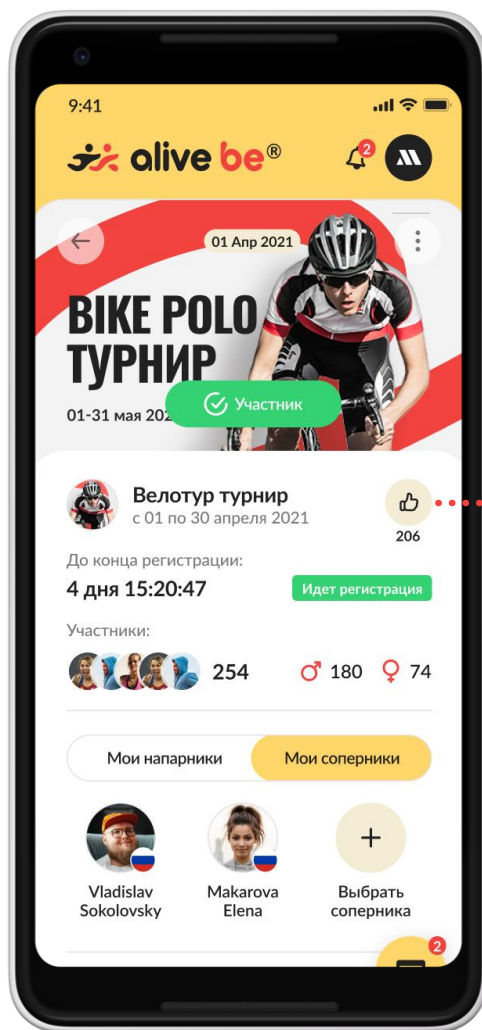 9:41
alive be®
2
01 Апр 2021
BIKE POLO
ТУРНИР
01-31 мая 202
Участник
Велотур турнир
с 01 по 30 апреля 2021
206
До конца регистрации:
4 дня 15:20:47
Идет регистрация
Участники:
254
180
74
Мои напарники
Мои соперники
Vladislav
Sokolovsky
Makarova
Elena
Выбрать
соперника
2